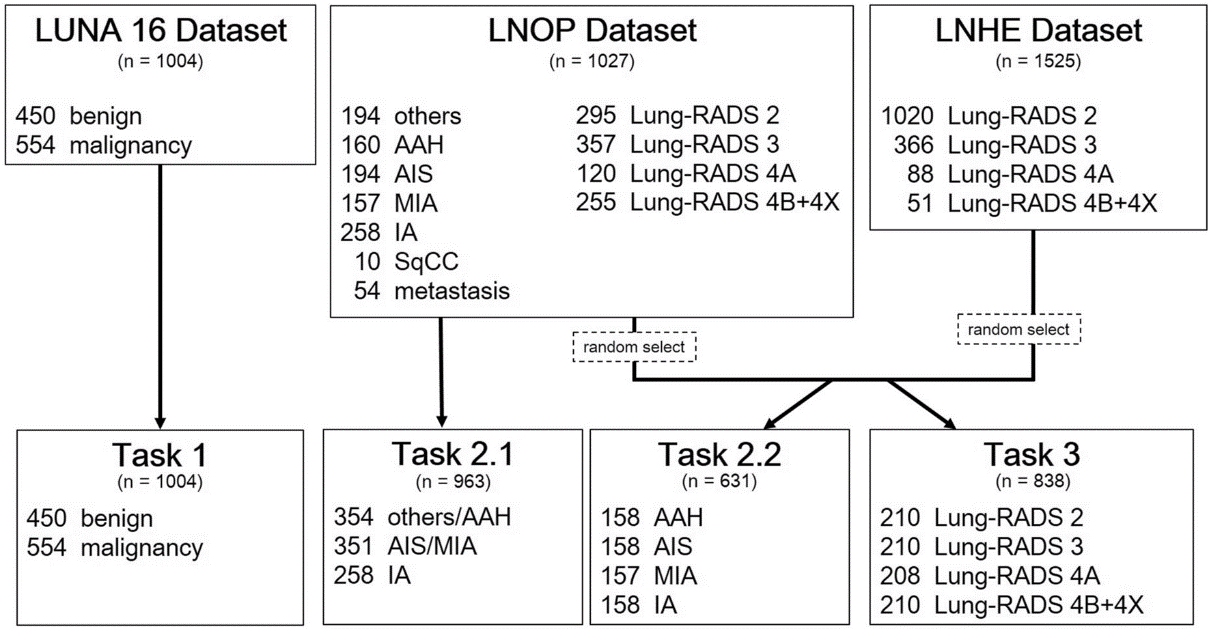 LUNA 16 Dataset
(n = 1004)
450 benign
554 malignancy
LNOP Dataset
(n = 1027)
194 others
160 AAH
194 AIS
157 MIA
258 IA
10 SqCC
54 metastasis
295 Lung-RADS 2
357 Lung-RADS 3
120 Lung-RADS 4A
255 Lung-RADS 4B+4X
LNHE Dataset
(n = 1525)
1020 Lung-RADS 2
366 Lung-RADS 3
88 Lung-RADS 4A
51 Lung-RADS 4B+4X
random select
random select
Task 1
(n = 1004)
450 benign
554 malignancy
Task 2.1
(n = 963)
354 others/AAH
351 AIS/MIA
258 IA
Task 2.2
(n = 631)
158 AAH
158 AIS
157 MIA
158 IA
Task 3
(n = 838)
210 Lung-RADS 2
210 Lung-RADS 3
208 Lung-RADS 4A
210 Lung-RADS 4B+4X